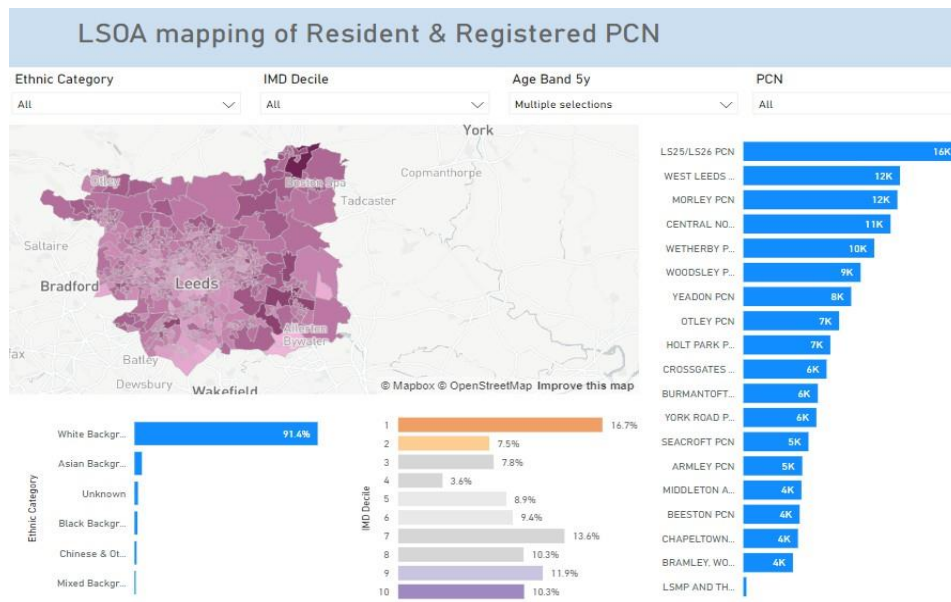 LSOA mapping of Resident & Registered PCN
Ethnic Category
IMD Decile
Age Band 5y
PCN
All
All
Multiple selections
All
York
Copmanthorpe
Otley
Boston Spa
Tadcaster
Saltaire
Bradford
Leeds
fax
Allerton
Bywater
Batley
Dewsbury
Wakefield
© Mapbox © OpenStreetMap Improve this map
LS25/LS26 PCN 16K
WEST LEEDS ... 12K
MORLEY PCN 12K
CENTRAL NO... 11K
WETHERBY P... 10K
WOODSLEY P... 9K
YEADON PCN 8K
OTLEY PCN 7K
HOLT PARK P... 7K
CROSSGATES ... 6K
BURMANTOFT... 6K
YORK ROAD P... 6K
SEACROFT PCN 5K
ARMLEY PCN 5K
MIDDLETON A... 4K
BEESTON PCN 4K
CHAPELTOWN... 4K
BRAMLEY, WO... 4K
LSMP AND TH...
Ethnic Category
White Backgr... 91.4%
Asian Backgr...
Unknown
Black Backgr...
Chinese & Ot...
Mixed Backgr...
IMD Decile
1 16.7%
2 7.5%
3 7.8%
4 3.6%
5 8.9%
6 9.4%
7 13.6%
8 10.3%
9 11.9%
10 10.3%